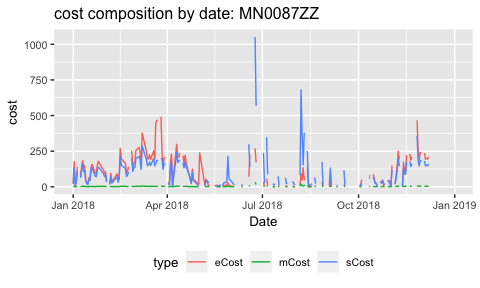 cost composition by date: MN0087ZZ
1000
750
500
250
0
cost
Jan 2018 Apr 2018 Jul 2018 Oct 2018 Jan 2019
Date
type eCost mCost sCost